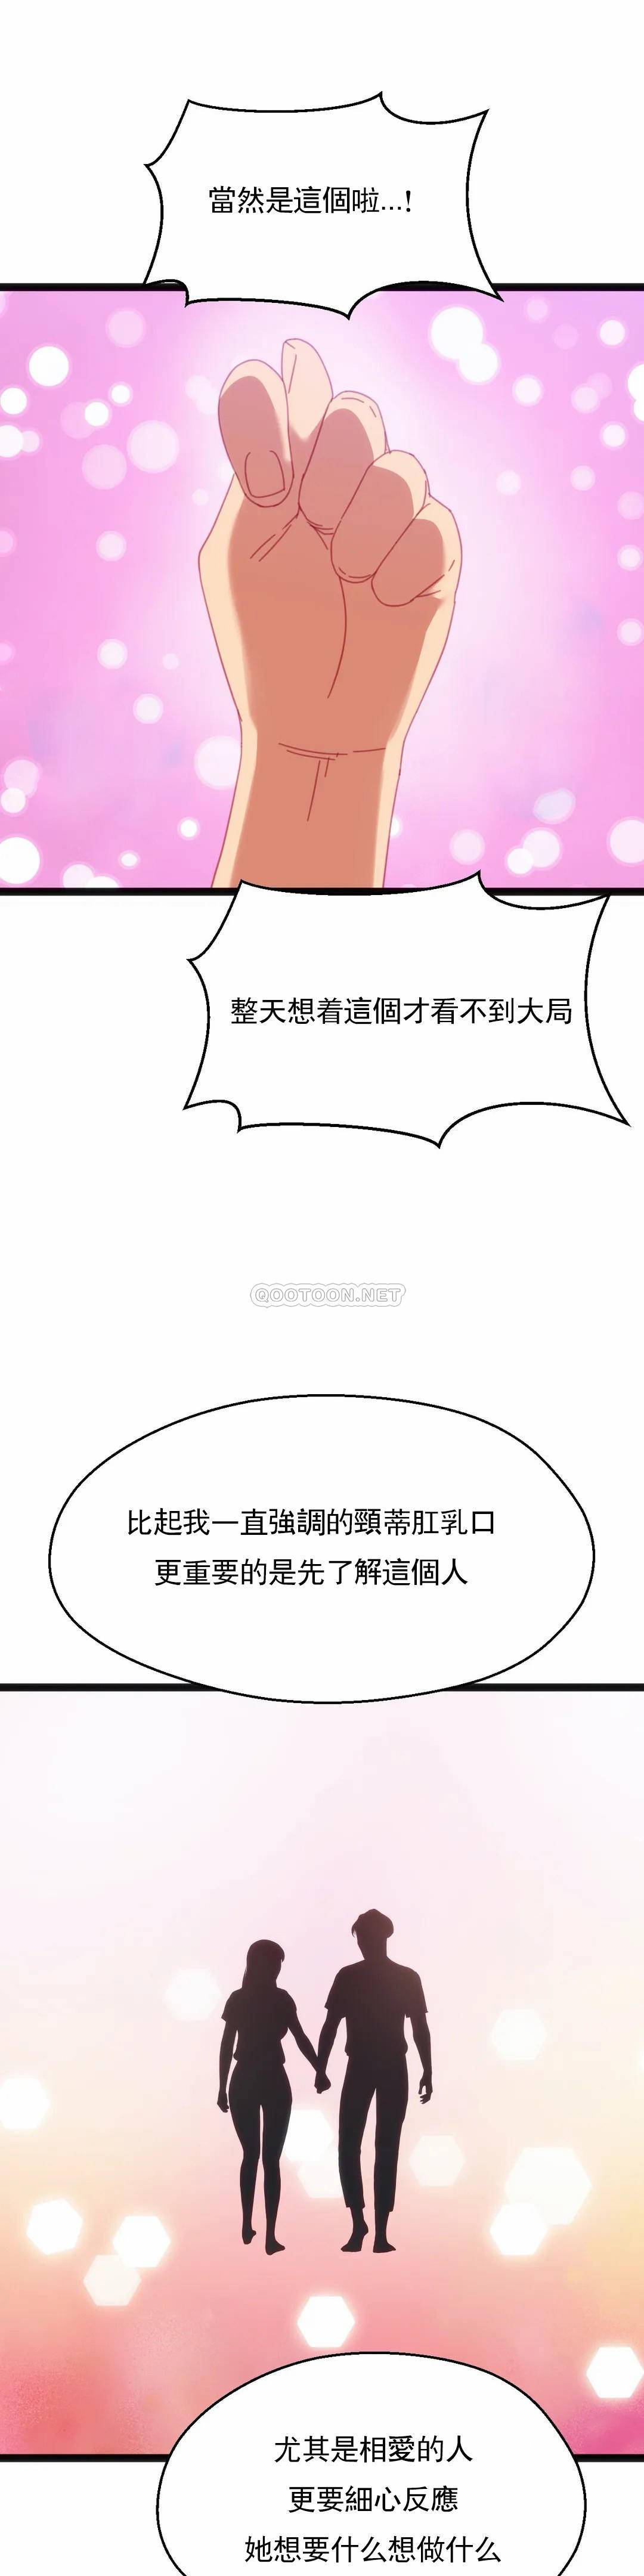 當然是這個啦...!
整天想着這個才看不到大局
QOOTOON.NET
比起我一直強調的頸蒂肛乳口
更重要的是先了解這個人
尤其是相愛的人
更要細心反應
她想要什么想做什么